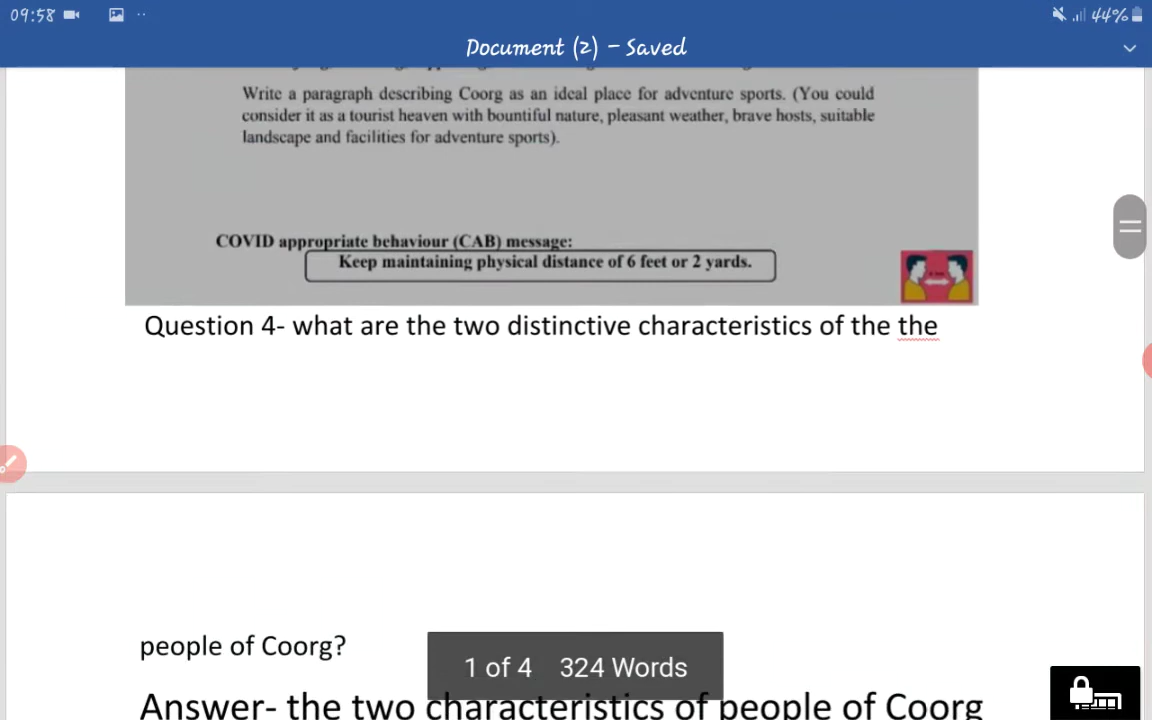 09:58
44%
Document (2) – Saved
Write a paragraph describing Coorg as an ideal place for adventure sports. (You could
consider it as a tourist heaven with bountiful nature, pleasant weather, brave hosts, suitable
landscape and facilities for adventure sports).
COVID appropriate behaviour (CAB) message:
Keep maintaining physical distance of 6 feet or 2 yards.
Question 4- what are the two distinctive characteristics of the the
people of Coorg?
1 of 4 324 Words
Answer- the two characteristics of people of Coorg